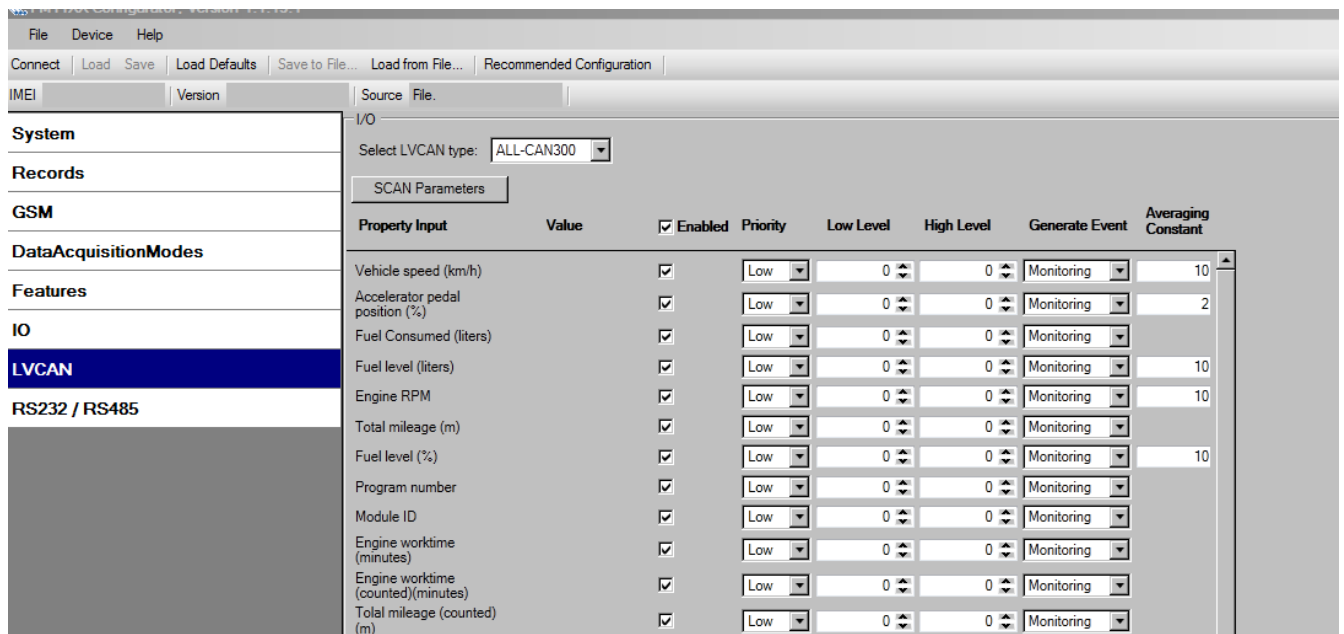 File Device Help
Connect Load Save Load Defaults Save to File... Load from File... Recommended Configuration
IMEI Version Source File.
System
Records
GSM
DataAcquisitionModes
Features
IO
LVCAN
RS232 / RS485
I/O
Select LVCAN type: ALL-CAN300
SCAN Parameters
Property Input Value Enabled Priority Low Level High Level Generate Event Averaging Constant
Vehicle speed (km/h) Low 0 0 Monitoring 10
Accelerator pedal
position (%) Low 0 0 Monitoring 2
Fuel Consumed (liters) Low 0 0 Monitoring
Fuel level (liters) Low 0 0 Monitoring 10
Engine RPM Low 0 0 Monitoring 10
Total mileage (m) Low 0 0 Monitoring
Fuel level (%) Low 0 0 Monitoring 10
Program number Low 0 0 Monitoring
Module ID Low 0 0 Monitoring
Engine worktime
(minutes) Low 0 0 Monitoring
Engine worktime
(counted)(minutes) Low 0 0 Monitoring
Tolal mileage (counted)
(m) Low 0 0 Monitoring